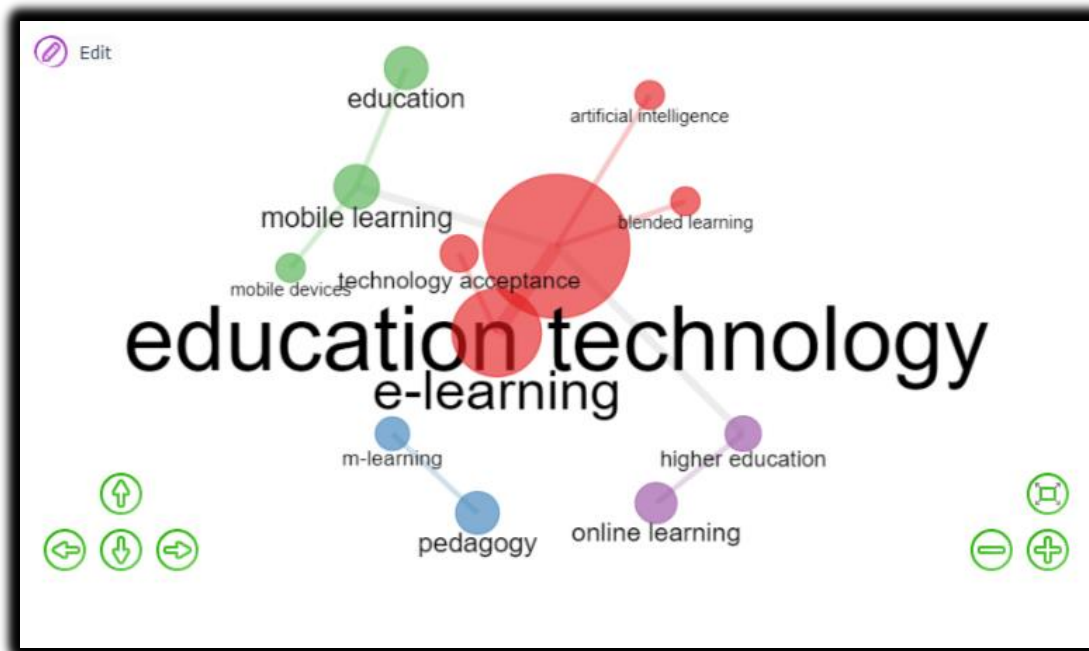 Edit
education
artificial intelligence
mobile learning
blended learning
technology acceptance
mobile devices
education technology
e-learning
m-learning
higher education
online learning
pedagogy